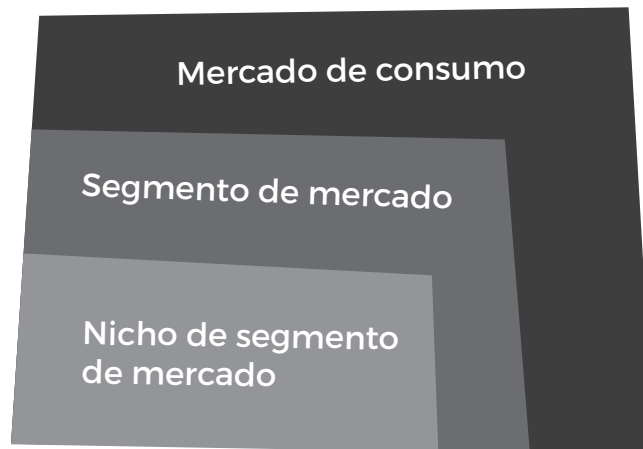 Mercado de consumo
Segmento de mercado
Nicho de segmento
de mercado